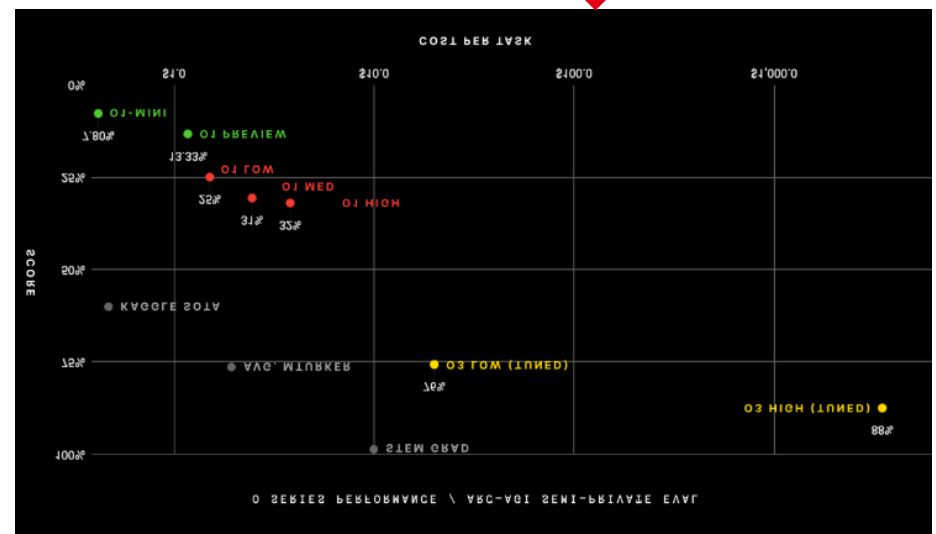 COST PER TASK
$1.0 $10.0 $100.0 $1,000.0
0%
O1-MINI
7.80%
O1 PREVIEW
13.33%
O1 LOW
25%
25%
O1 MED
31%
O1 HIGH
32%
SCORE
50%
KAGGLE SOTA
75%
AVG. MTURKER
O3 LOW (TUNED)
76%
O3 HIGH (TUNED)
88%
STEM GRAD
100%
O SERIES PERFORMANCE / ARC-AGI SEMI-PRIVATE EVAL